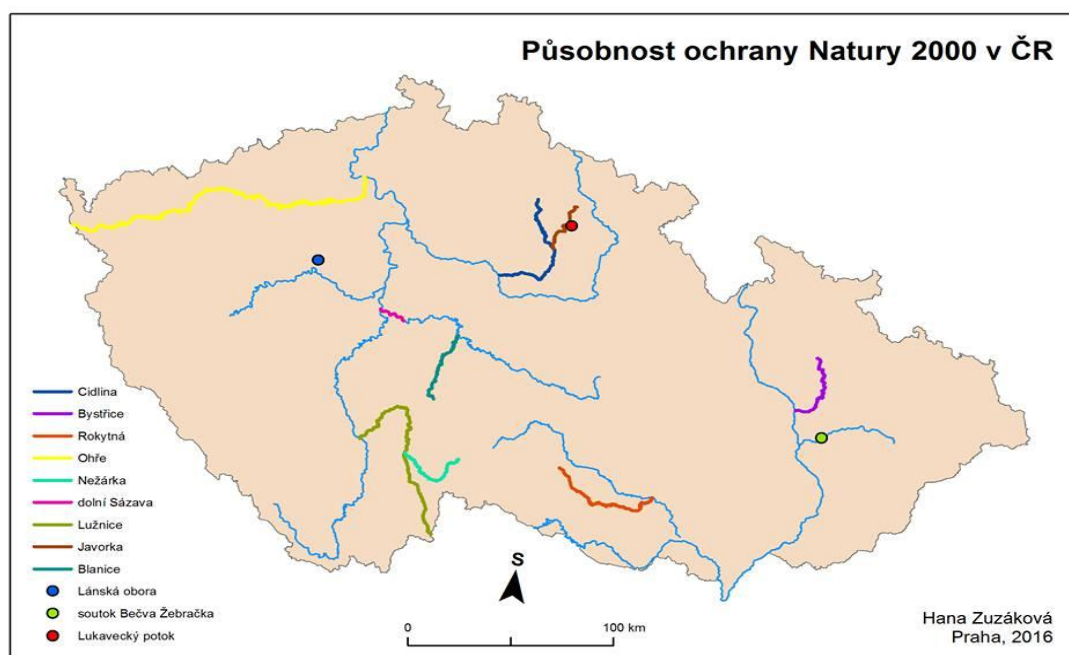 Působnost ochrany Natury 2000 v ČR
Cidlina
Bystřice
Rokytná
Ohře
Nežárka
dolní Sázava
Lužnice
Javorka
Blanice
Lánská obora
soutok Bečva Žebračka
Lukavecký potok
S
0
100 km
Hana Zuzáková
Praha, 2016